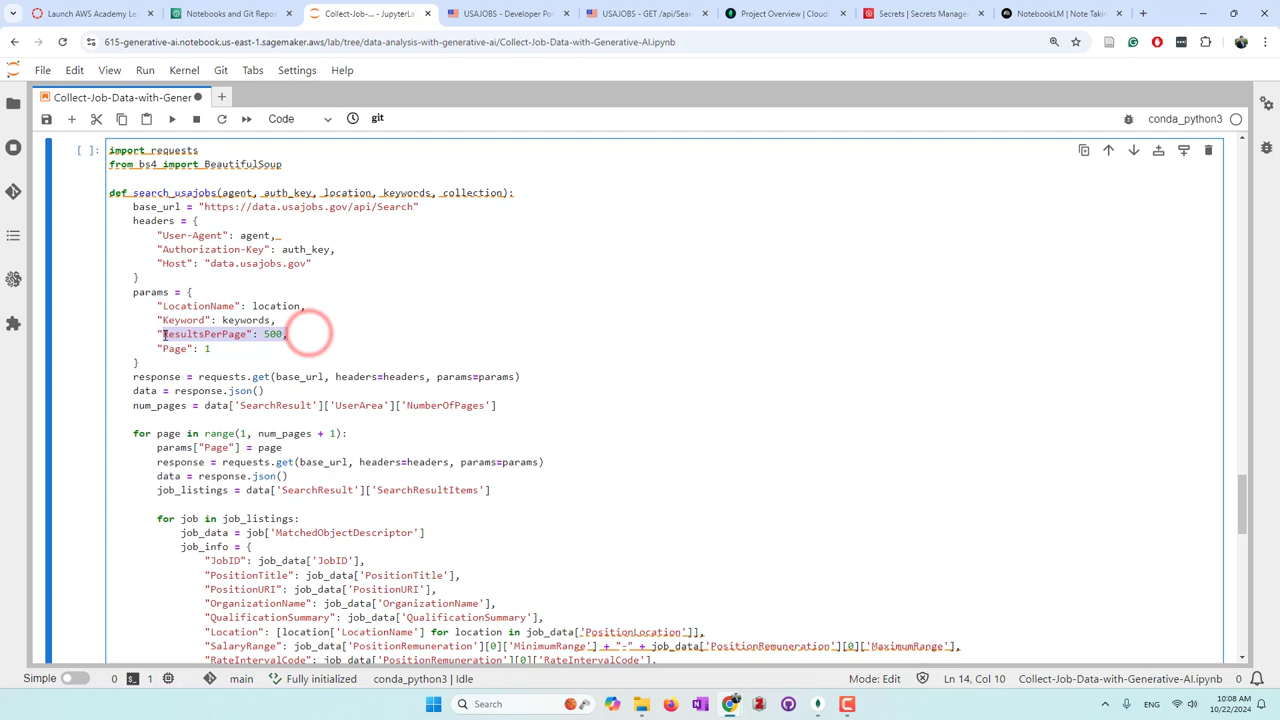 Launch AWS Academy Le
Notebooks and Git Repo
Collect-Job-Data-with-Gener
USAJOBS - Developer Po
USAJOBS - GET /api/Sea
Project Overview | Cloud
Secrets | Secrets Manage
NotebookLM | Note Takin
615-generative-ai.notebook.us-east-1.sagemaker.aws/lab/tree/data-analysis-with-generative-ai/Collect-Job-Data-with-Generative-AI.ipynb
File Edit View Run Kernel Git Tabs Settings Help
Collect-Job-Data-with-Gener
Code git conda_python3
[ ]: import requests
from bs4 import BeautifulSoup
def search_usajobs(agent, auth_key, location, keywords, collection):
base_url = "https://data.usajobs.gov/api/Search"
headers = {
"User-Agent": agent,
"Authorization-Key": auth_key,
"Host": "data.usajobs.gov"
}
params = {
"LocationName": location,
"Keyword": keywords,
"ResultsPerPage": 500,
"Page": 1
}
response = requests.get(base_url, headers=headers, params=params)
data = response.json()
num_pages = data['SearchResult']['UserArea']['NumberOfPages']
for page in range(1, num_pages + 1):
params["Page"] = page
response = requests.get(base_url, headers=headers, params=params)
data = response.json()
job_listings = data['SearchResult']['SearchResultItems']
for job in job_listings:
job_data = job['MatchedObjectDescriptor']
job_info = {
"JobID": job_data['JobID'],
"PositionTitle": job_data['PositionTitle'],
"PositionURI": job_data['PositionURI'],
"OrganizationName": job_data['OrganizationName'],
"QualificationSummary": job_data['QualificationSummary'],
"Location": [location['LocationName'] for location in job_data['PositionLocation']],
"SalaryRange": job_data['PositionRemuneration'][0]['MinimumRange'] + "-" + job_data['PositionRemuneration'][0]['MaximumRange'],
"RateIntervalCode": job_data['PositionRemuneration'][0]['RateIntervalCode'],
Simple 0 1 main Fully initialized conda_python3 | Idle Mode: Edit Ln 14, Col 10 Collect-Job-Data-with-Generative-AI.ipynb 0
Search ENG 10:08 AM
10/22/2024